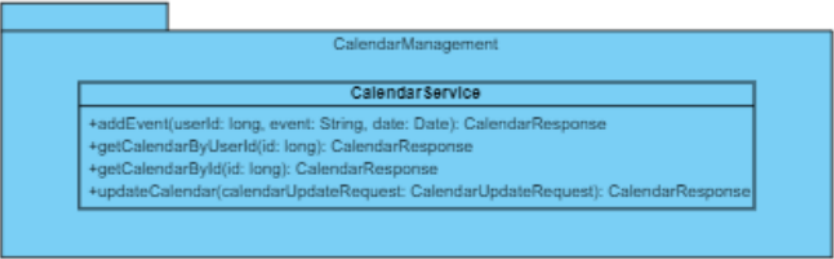 CalendarManagement
CalendarService
+addEvent(userId: long, event: String, date: Date): CalendarResponse
+getCalendarByUserId(id: long): CalendarResponse
+getCalendarById(id: long): CalendarResponse
+updateCalendar(calendarUpdateRequest: CalendarUpdateRequest): CalendarResponse